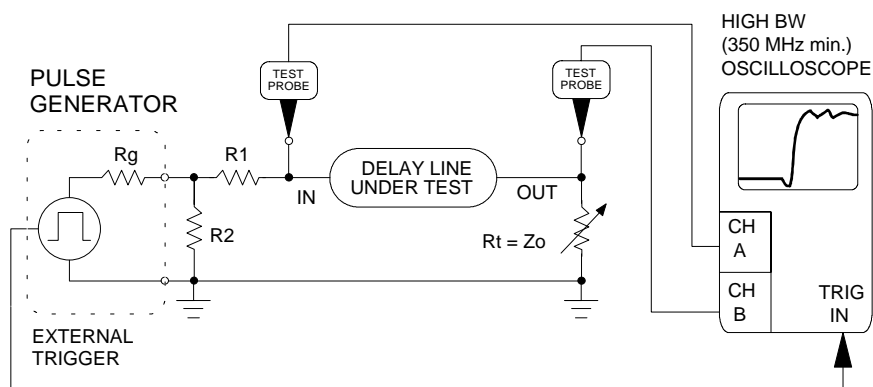 HIGH BW
(350 MHz min.)
OSCILLOSCOPE
TEST
PROBE
TEST
PROBE
PULSE
GENERATOR
Rg
R1
R2
IN
DELAY LINE
UNDER TEST
OUT
Rt = Zo
CH
A
CH
B
TRIG
IN
EXTERNAL
TRIGGER